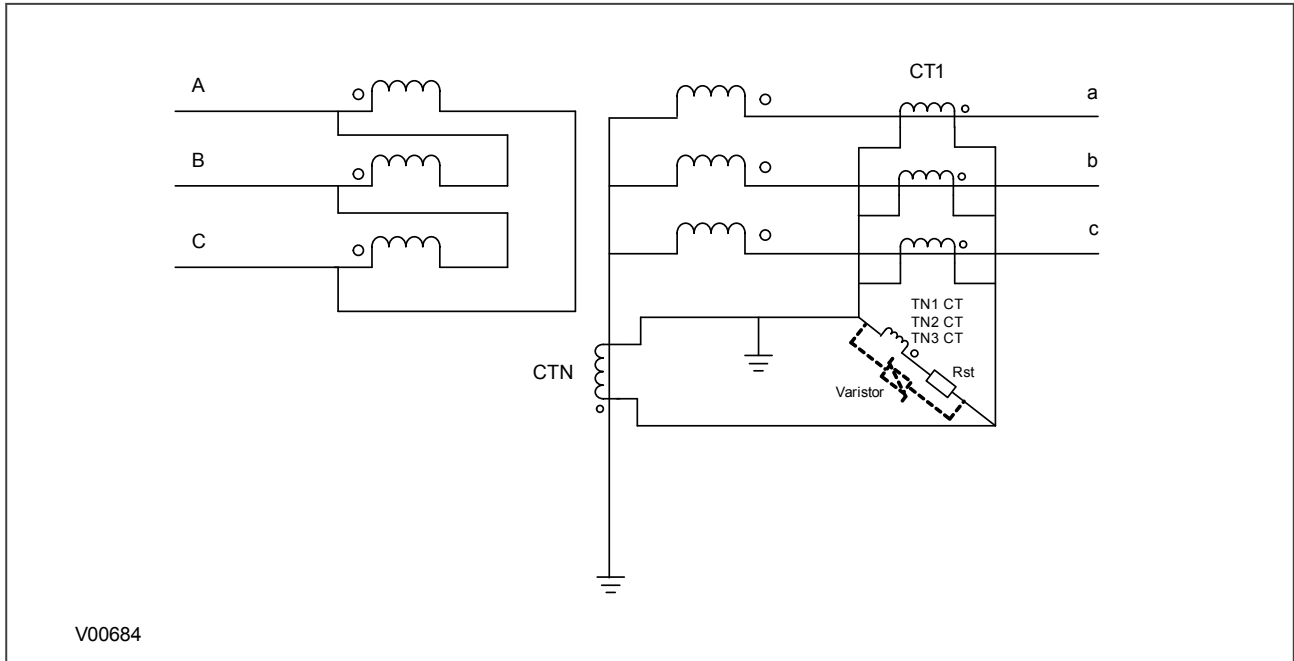 A
B
C
CT1
a
b
c
TN1 CT
TN2 CT
TN3 CT
Rst
Varistor
CTN
V00684